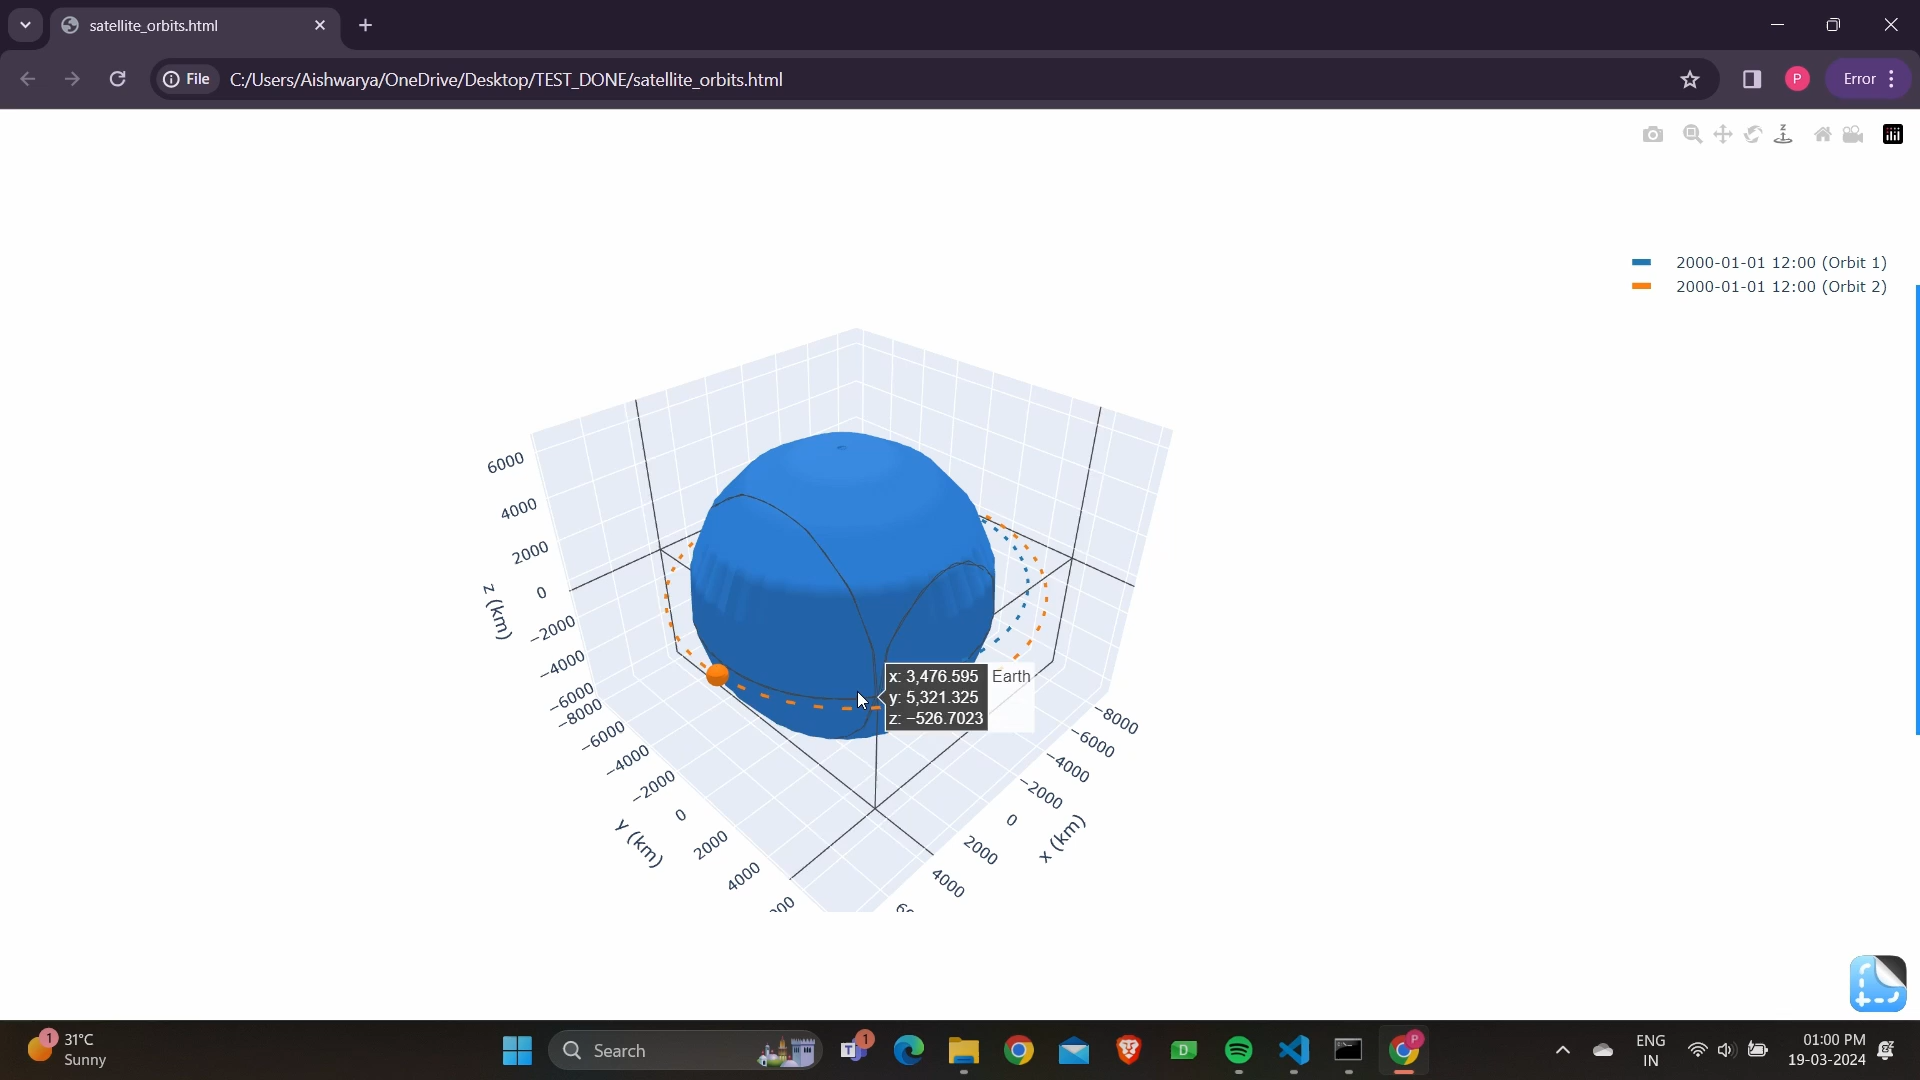 satellite_orbits.html
File
C:/Users/Aishwarya/OneDrive/Desktop/TEST_DONE/satellite_orbits.html
P
Error
z
2000-01-01 12:00 (Orbit 1)
2000-01-01 12:00 (Orbit 2)
6000
4000
2000
0
−2000
−4000
−6000
z (km)
−8000
−6000
−4000
−2000
0
2000
4000
y (km)
−8000
−6000
−4000
−2000
0
2000
4000
x (km)
x: 3,476.595
y: 5,321.325
z: −526.7023
Earth
1
31°C
Sunny
Search
T
1
D
P
ENG
IN
01:00 PM
19-03-2024